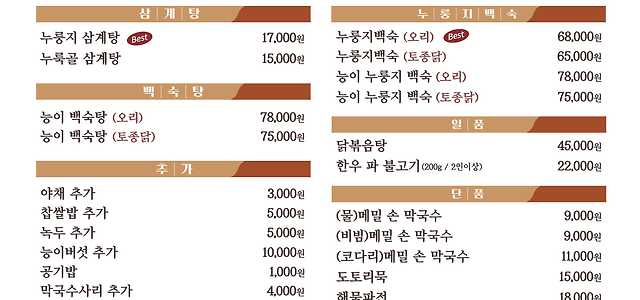 삼계탕
누룽지 삼계탕 Best 17,000원
누룩골 삼계탕 15,000원
백숙탕
능이 백숙탕 (오리) 78,000원
능이 백숙탕 (토종닭) 75,000원
추가
야채 추가 3,000원
찹쌀밥 추가 5,000원
녹두 추가 5,000원
능이버섯 추가 10,000원
공기밥 1,000원
막국수사리 추가 4,000원
누룽지백숙
누룽지백숙 (오리) Best 68,000원
누룽지백숙 (토종닭) 65,000원
능이 누룽지 백숙 (오리) 78,000원
능이 누룽지 백숙 (토종닭) 75,000원
일품
닭볶음탕 45,000원
한우 파 불고기 (200g / 2인이상) 22,000원
단품
(물)메밀 손 막국수 9,000원
(비빔)메밀 손 막국수 9,000원
(코다리)메밀 손 막국수 11,000원
도토리묵 15,000원
해물파전 18,000원